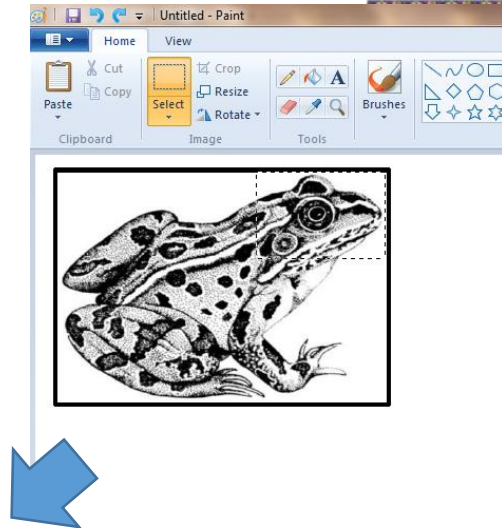 Untitled - Paint
Home View
Cut
Copy
Paste
Clipboard
Select
Crop
Resize
Rotate
Image
A
Tools
Brushes